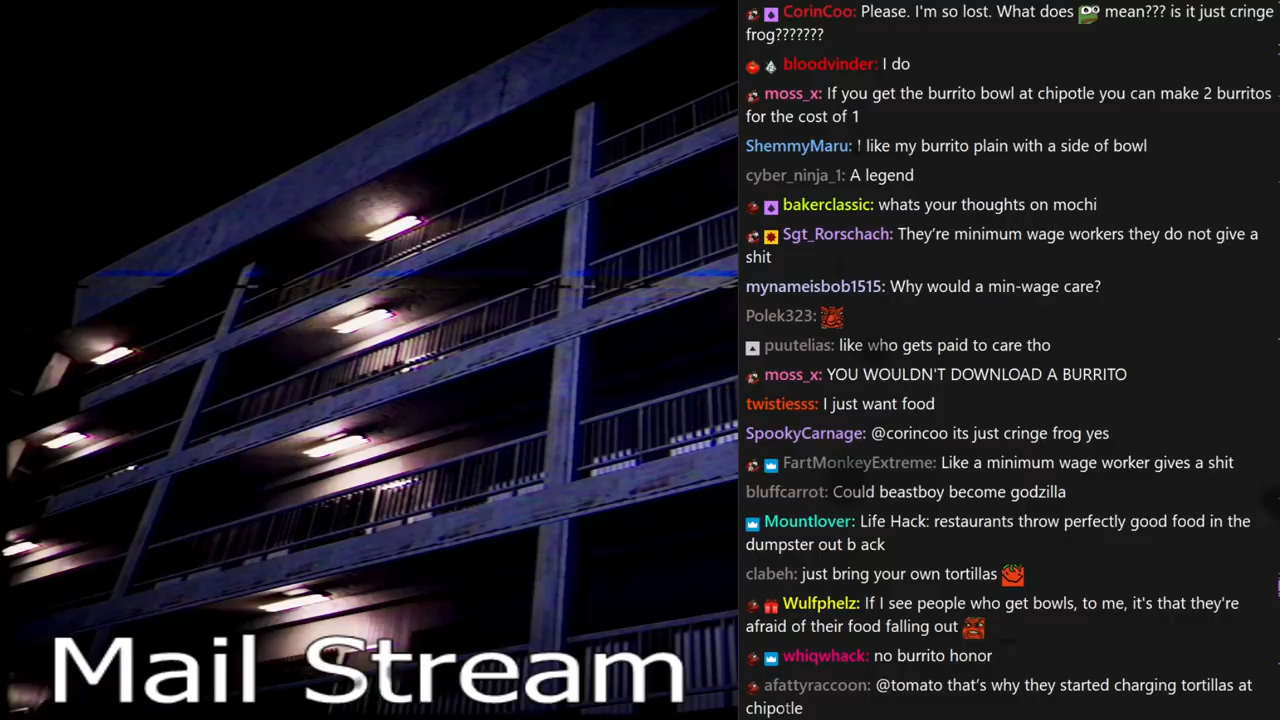 CorinCoo: Please. I'm so lost. What does mean??? is it just cringe
frog???????
bloodvinder: I do
moss_x: If you get the burrito bowl at chipotle you can make 2 burritos
for the cost of 1
ShemmyMaru: I like my burrito plain with a side of bowl
cyber_ninja_1: A legend
bakerclassic: whats your thoughts on mochi
Sgt_Rorschach: They’re minimum wage workers they do not give a
shit
mynameisbob1515: Why would a min-wage care?
Polek323:
puutelias: like who gets paid to care tho
moss_x: YOU WOULDN'T DOWNLOAD A BURRITO
twistiesss: I just want food
SpookyCarnage: @corincoo its just cringe frog yes
FartMonkeyExtreme: Like a minimum wage worker gives a shit
bluffcarrot: Could beastboy become godzilla
Mountlover: Life Hack: restaurants throw perfectly good food in the
dumpster out b ack
clabeh: just bring your own tortillas
Wulfphelz: If I see people who get bowls, to me, it's that they're
afraid of their food falling out
whiqwhack: no burrito honor
afattyraccoon: @tomato that’s why they started charging tortillas at
chipotle
Mail Stream